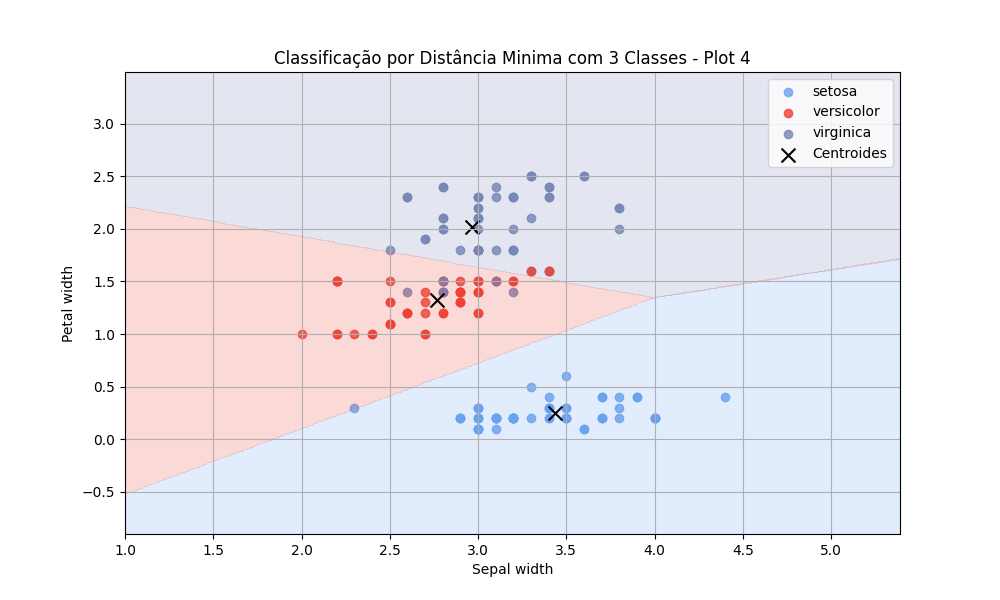 Classificação por Distância Minima com 3 Classes - Plot 4
setosa
versicolor
virginica
Centroides
Petal width
3.0
2.5
2.0
1.5
1.0
0.5
0.0
−0.5
1.0 1.5 2.0 2.5 3.0 3.5 4.0 4.5 5.0
Sepal width